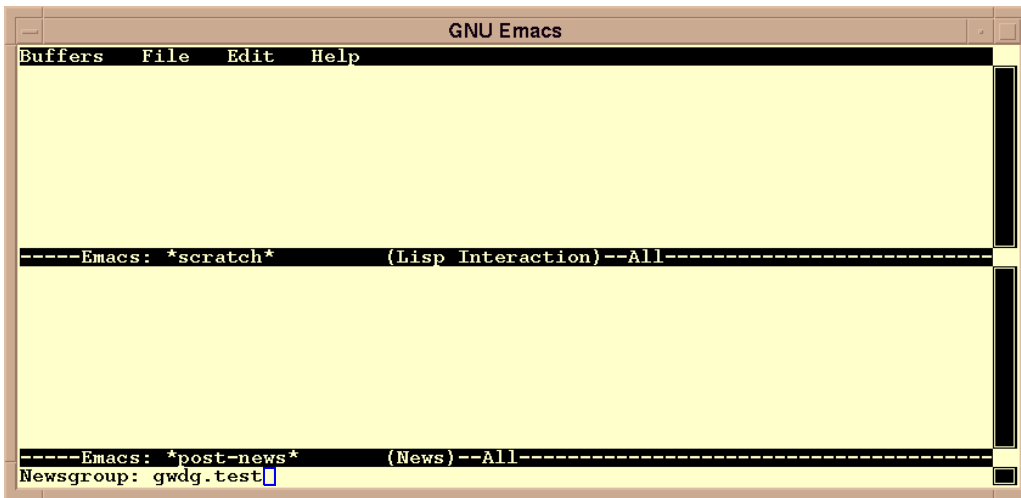 GNU Emacs
Buffers File Edit Help
-----Emacs: *scratch* (Lisp Interaction)--All---------------------------
-----Emacs: *post-news* (News)--All---------------------------------------
Newsgroup: gwdg.test